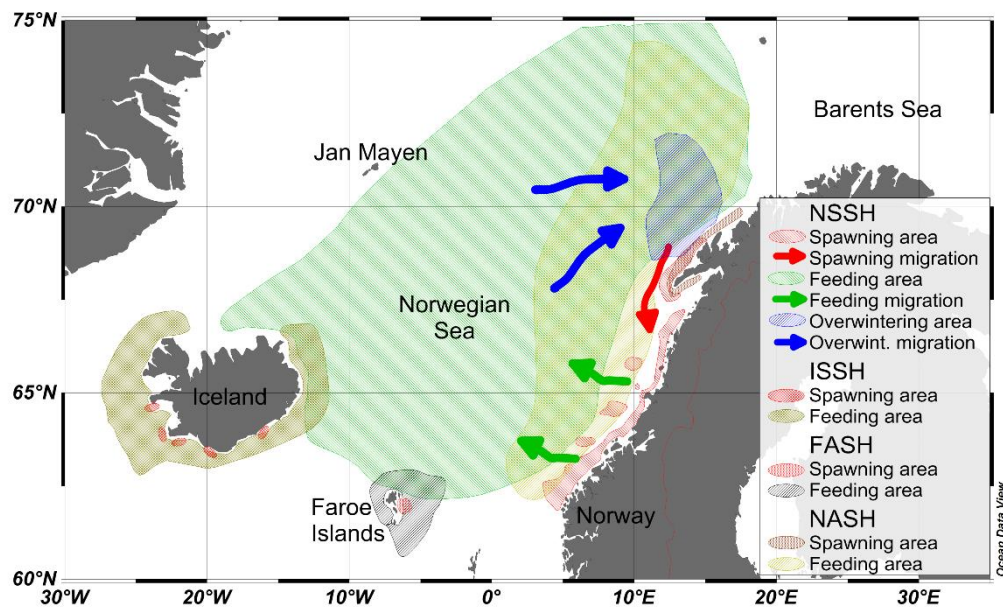 75°N
70°N
65°N
60°N
30°W
20°W
10°W
0°
10°E
20°E
30°E
Barents Sea
Jan Mayen
Norwegian
Sea
Iceland
Faroe
Islands
Norway
NSSH
Spawning area
Spawning migration
Feeding area
Feeding migration
Overwintering area
Overwint. migration
ISSH
Spawning area
Feeding area
FASH
Spawning area
Feeding area
NASH
Spawning area
Feeding area
Ocean Data View